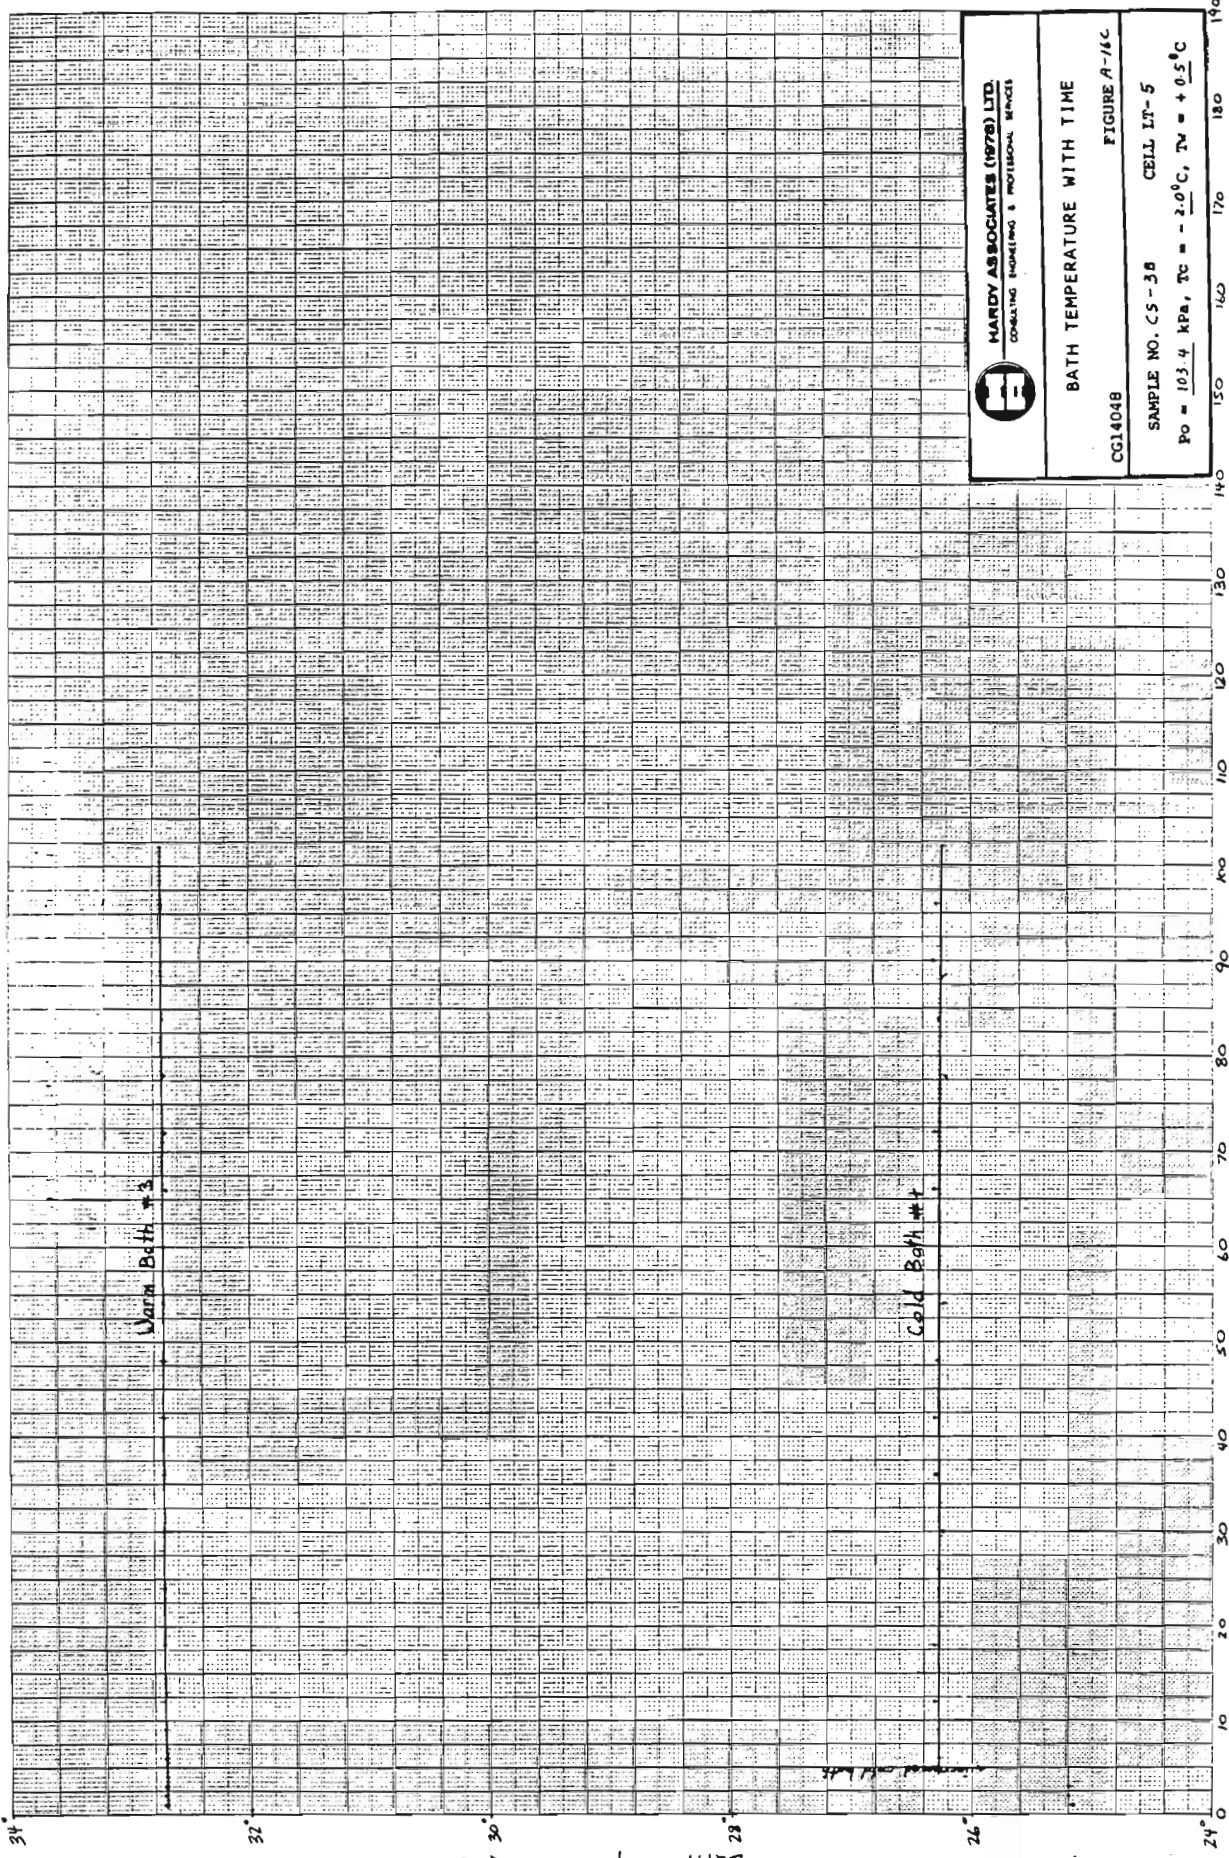 HARDY ASSOCIATES (1978) LTD.
CONSULTING ENGINEERING & PROFESSIONAL SERVICES
BATH TEMPERATURE WITH TIME
CG14048 FIGURE A-16C
SAMPLE NO. CS-3B CELL LT-5
Po = 103.4 kPa, Tc = -2.0°C, Tw = +0.5°C
Warm Bath #3
Cold Bath #4
cold bath
34°
32°
30°
28°
26°
24°
0 10 20 30 40 50 60 70 80 90 100 110 120 130 140 150 160 170 180 190